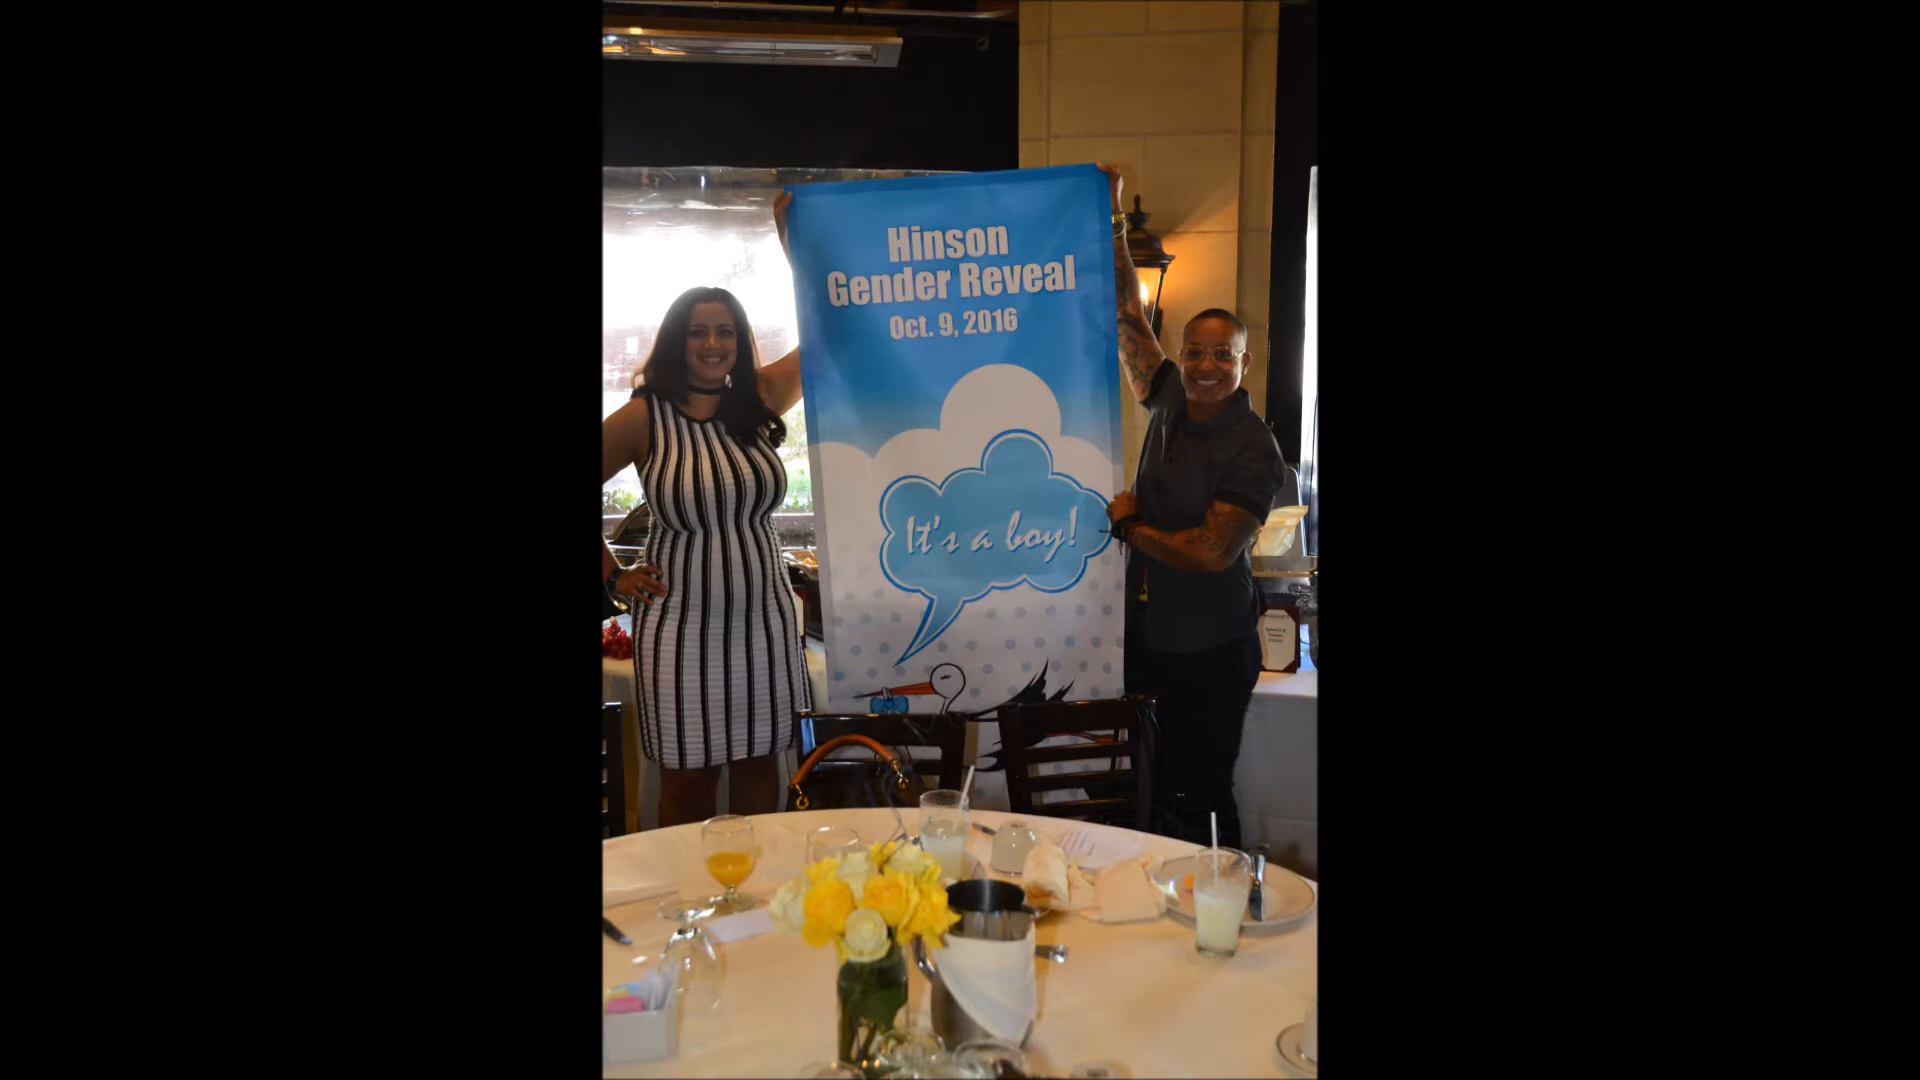 Hinson
Gender Reveal
Oct. 9, 2016
It's a boy!